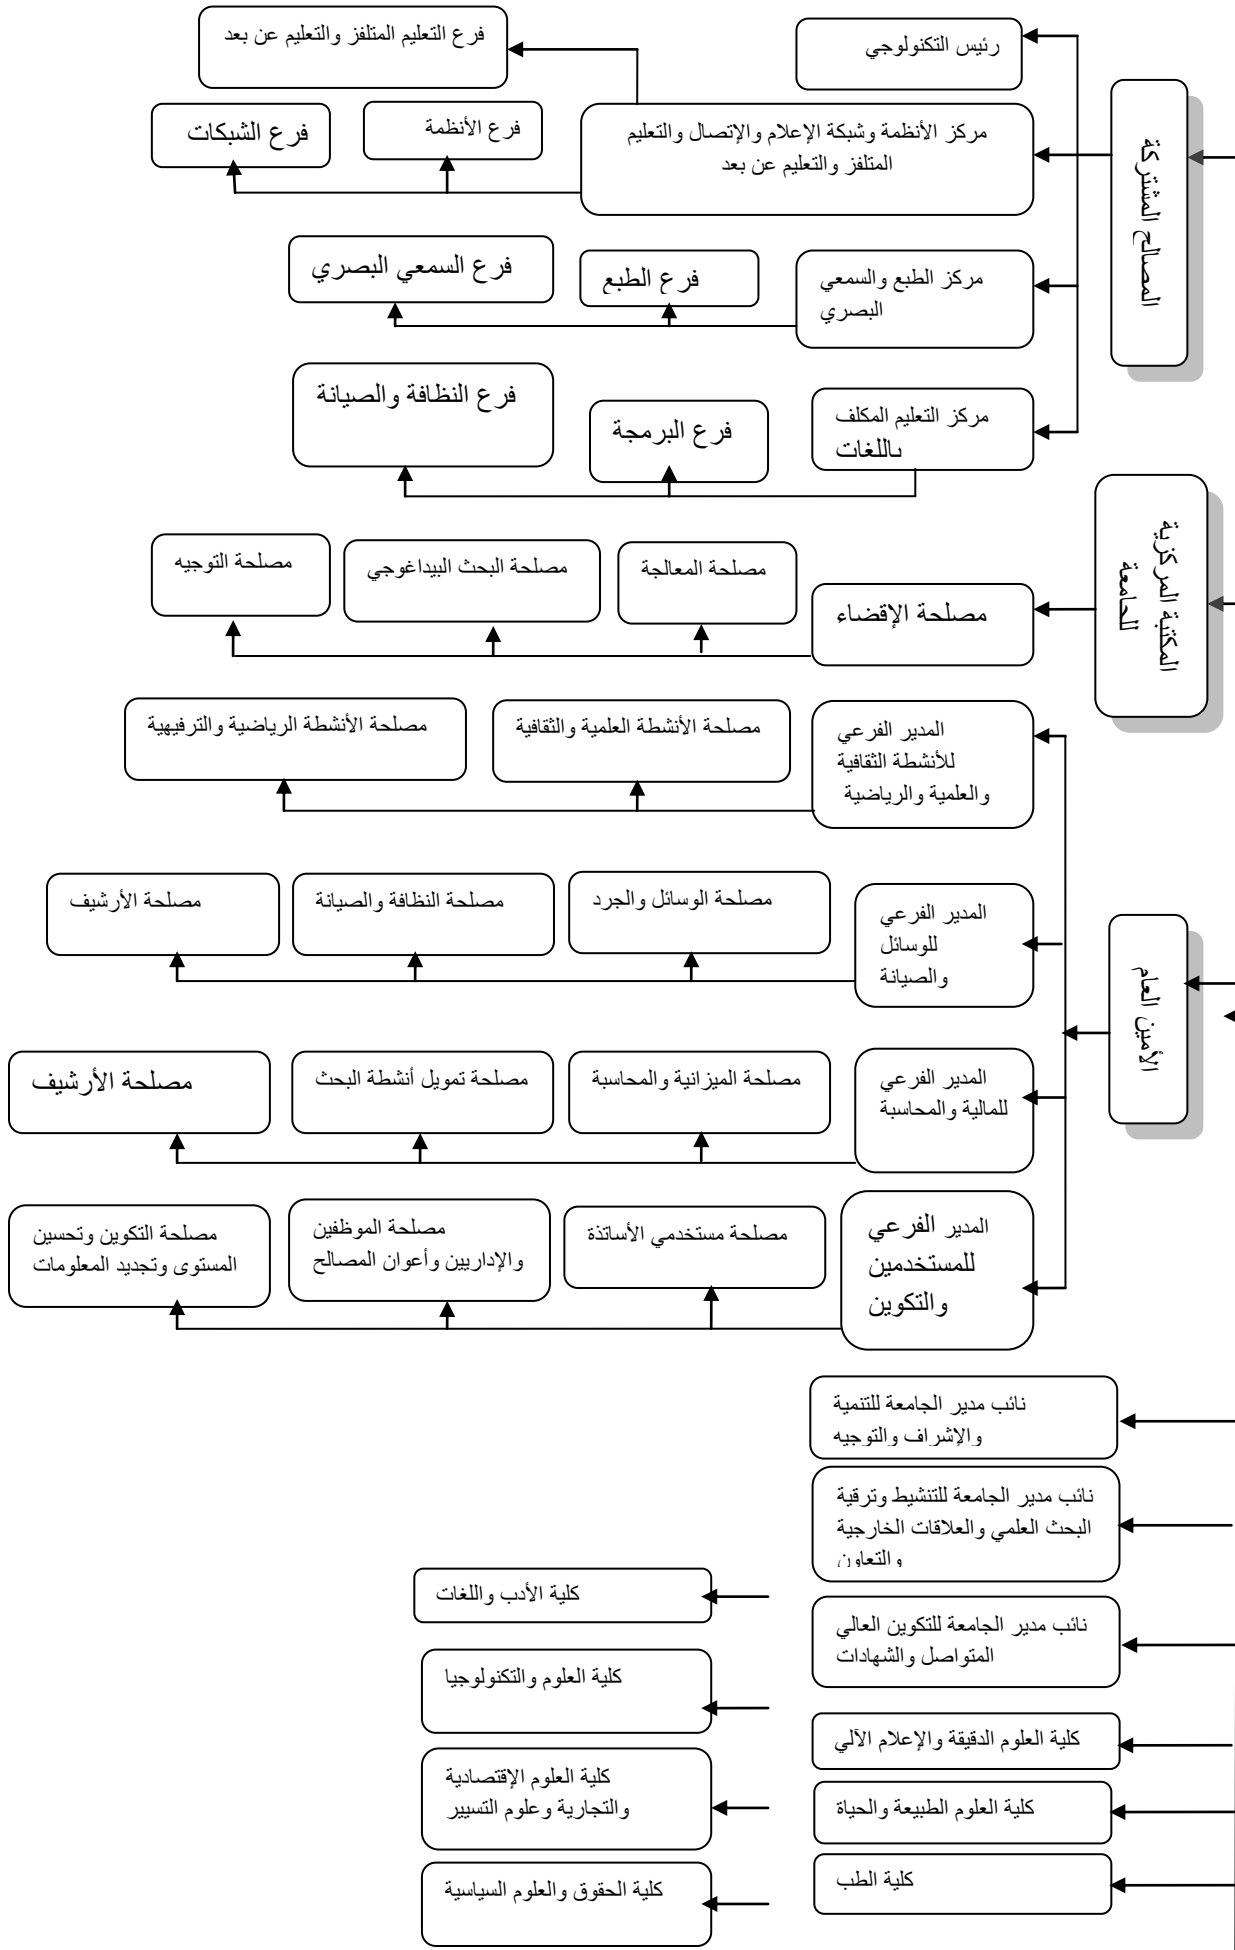 المصالح المشتركة
رئيس التكنولوجي
مركز الأنظمة وشبكة الإعلام والإتصال والتعليم
المتلفز والتعليم عن بعد
فرع التعليم المتلفز والتعليم عن بعد
فرع الأنظمة
فرع الشبكات
مركز الطبع والسمعي
البصري
فرع الطبع
فرع السمعي البصري
مركز التعليم المكلف
باللغات
فرع البرمجة
فرع النظافة والصيانة
المكتبة المركزية
للجامعة
مصلحة الإقضاء
مصلحة المعالجة
مصلحة البحث البيداغوجي
مصلحة التوجيه
الأمين العام
المدير الفرعي
للأنشطة الثقافية
والعلمية والرياضية
مصلحة الأنشطة العلمية والثقافية
مصلحة الأنشطة الرياضية والترفيهية
المدير الفرعي
للوسائل
والصيانة
مصلحة الوسائل والجرد
مصلحة النظافة والصيانة
مصلحة الأرشيف
المدير الفرعي
للمالية والمحاسبة
مصلحة الميزانية والمحاسبة
مصلحة تمويل أنشطة البحث
مصلحة الأرشيف
المدير الفرعي
للمستخدمين
والتكوين
مصلحة مستخدمي الأساتذة
مصلحة الموظفين
والإداريين وأعوان المصالح
مصلحة التكوين وتحسين
المستوى وتجديد المعلومات
نائب مدير الجامعة للتنمية
والإشراف والتوجيه
نائب مدير الجامعة للتنشيط وترقية
البحث العلمي والعلاقات الخارجية
والتعاون
نائب مدير الجامعة للتكوين العالي
المتواصل والشهادات
كلية العلوم الدقيقة والإعلام الآلي
كلية العلوم الطبيعة والحياة
كلية الطب
كلية الأدب واللغات
كلية العلوم والتكنولوجيا
كلية العلوم الإقتصادية
والتجارية وعلوم التسيير
كلية الحقوق والعلوم السياسية